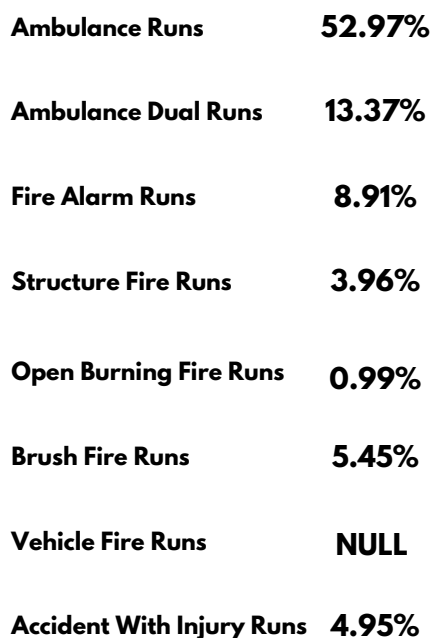 Ambulance Runs 52.97%
Ambulance Dual Runs 13.37%
Fire Alarm Runs 8.91%
Structure Fire Runs 3.96%
Open Burning Fire Runs 0.99%
Brush Fire Runs 5.45%
Vehicle Fire Runs NULL
Accident With Injury Runs 4.95%